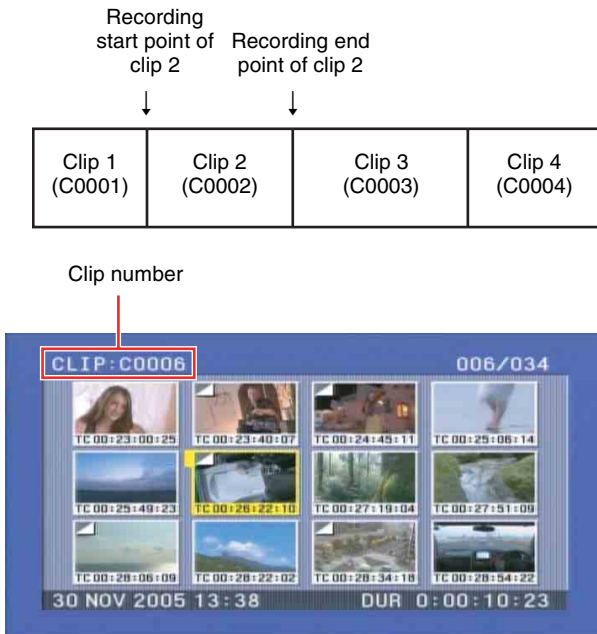 Recording
start point of
clip 2
Recording end
point of clip 2
Clip 1
(C0001)
Clip 2
(C0002)
Clip 3
(C0003)
Clip 4
(C0004)
Clip number
CLIP:C0006
006/034
TC 00:23:00:25
TC 00:23:40:07
TC 00:24:45:11
TC 00:25:06:14
TC 00:25:49:23
TC 00:26:22:10
TC 00:27:19:04
TC 00:27:51:09
TC 00:28:06:09
TC 00:28:22:02
TC 00:28:34:18
TC 00:28:54:22
30 NOV 2005 13:38
DUR 0:00:10:23